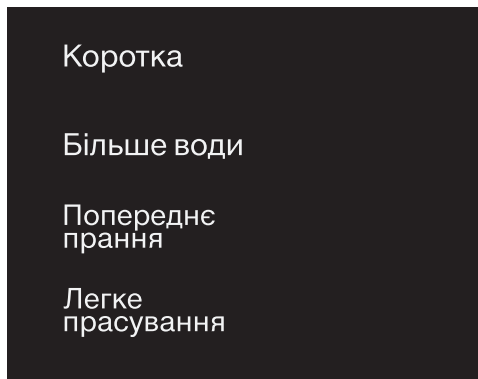 Коротка
Більше води
Попереднє
прання
Легке
прасування